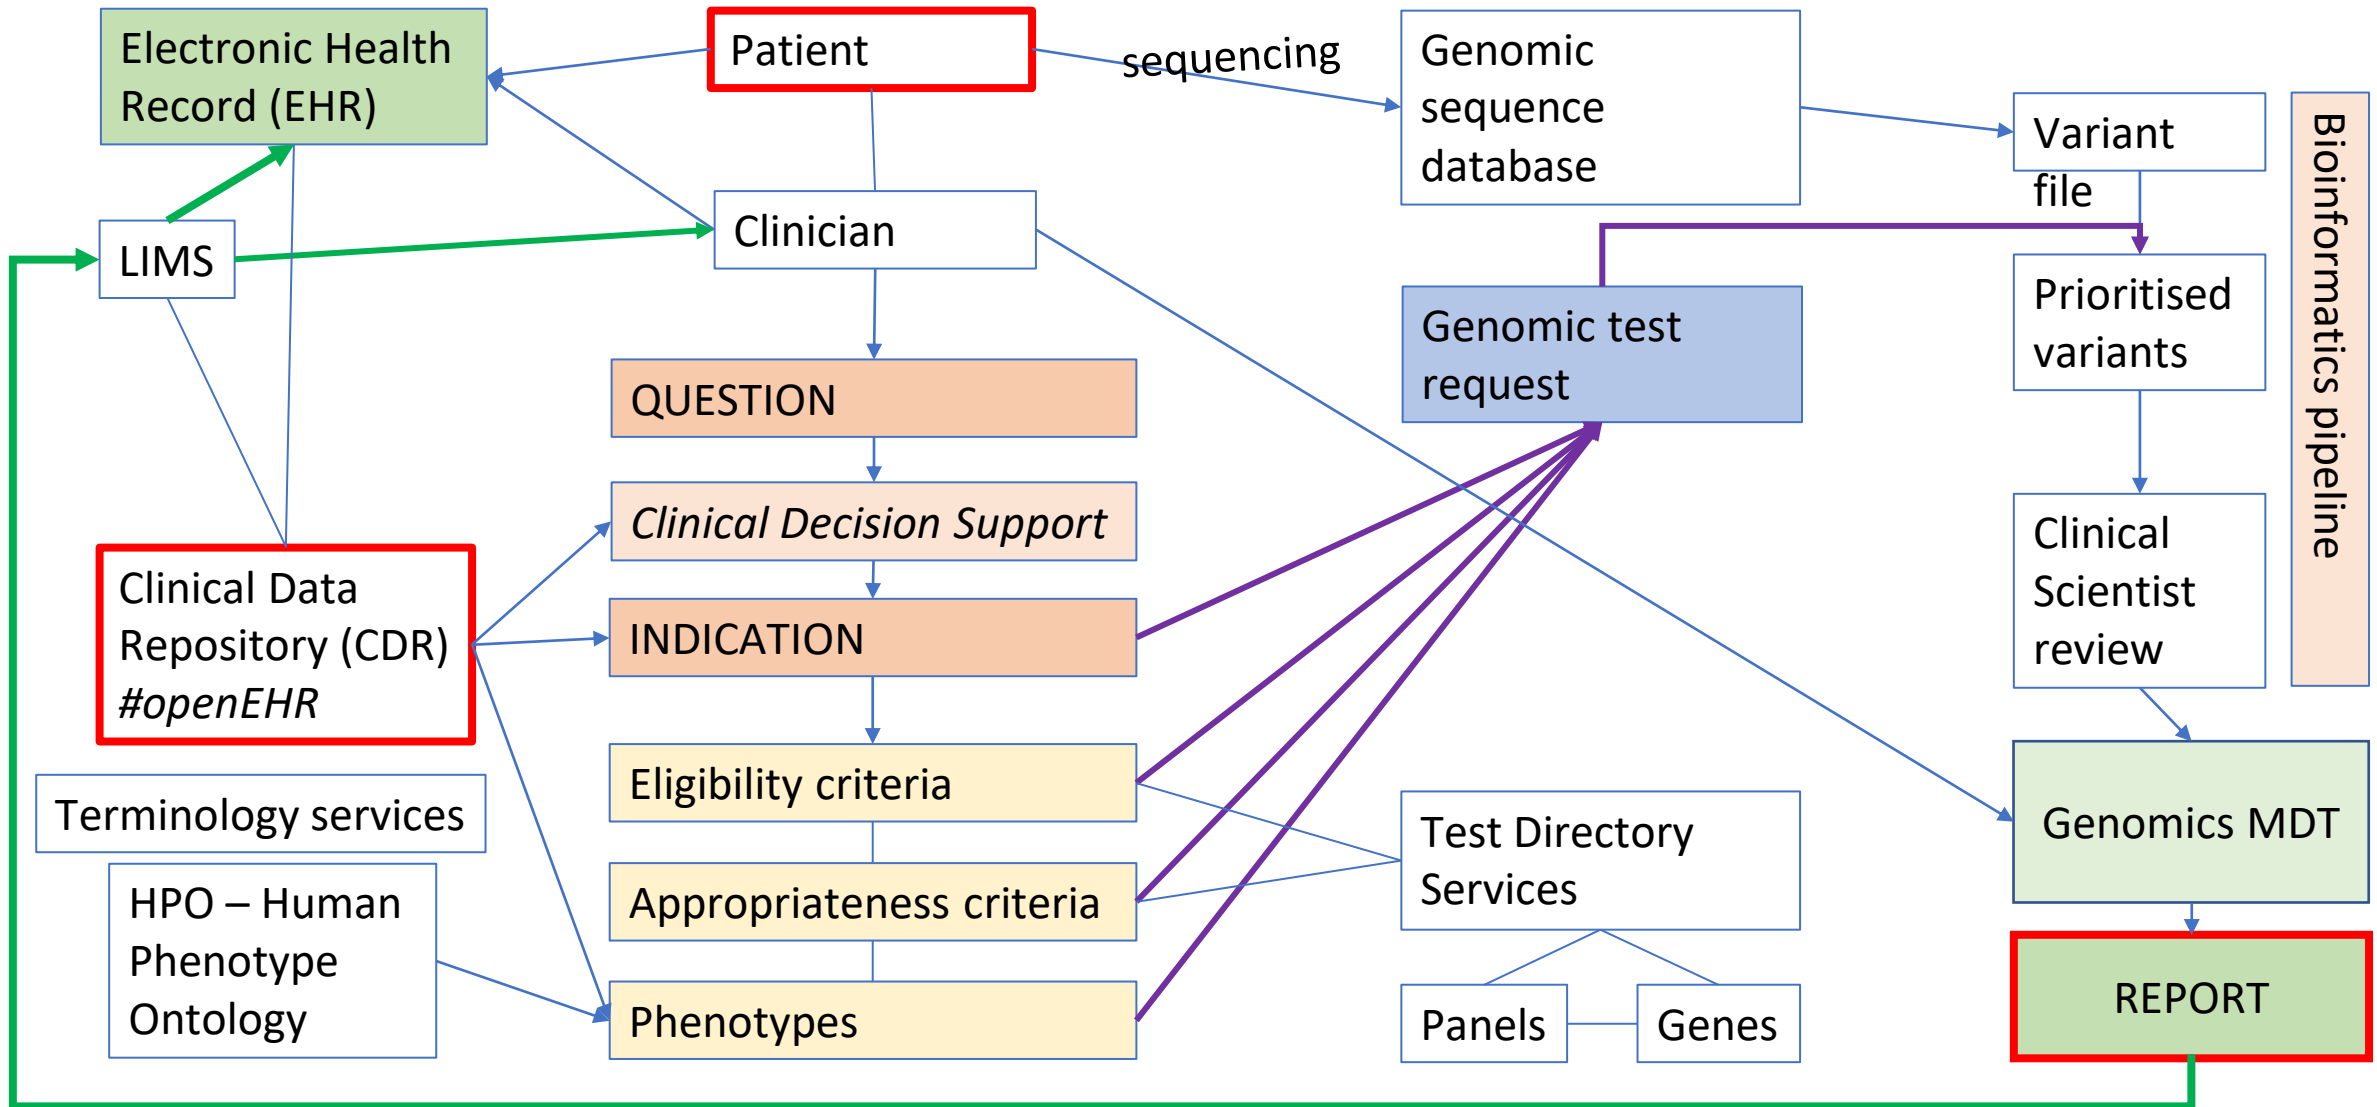 Electronic Health
Record (EHR)
Patient
sequencing
Genomic
sequence
database
Variant
file
Bioinformatics pipeline
LIMS
Clinician
Genomic test
request
Prioritised
variants
QUESTION
Clinical Decision Support
INDICATION
Clinical Data
Repository (CDR)
#openEHR
Clinical
Scientist
review
Eligibility criteria
Appropriateness criteria
Phenotypes
Terminology services
HPO – Human
Phenotype
Ontology
Test Directory
Services
Panels
Genes
Genomics MDT
REPORT